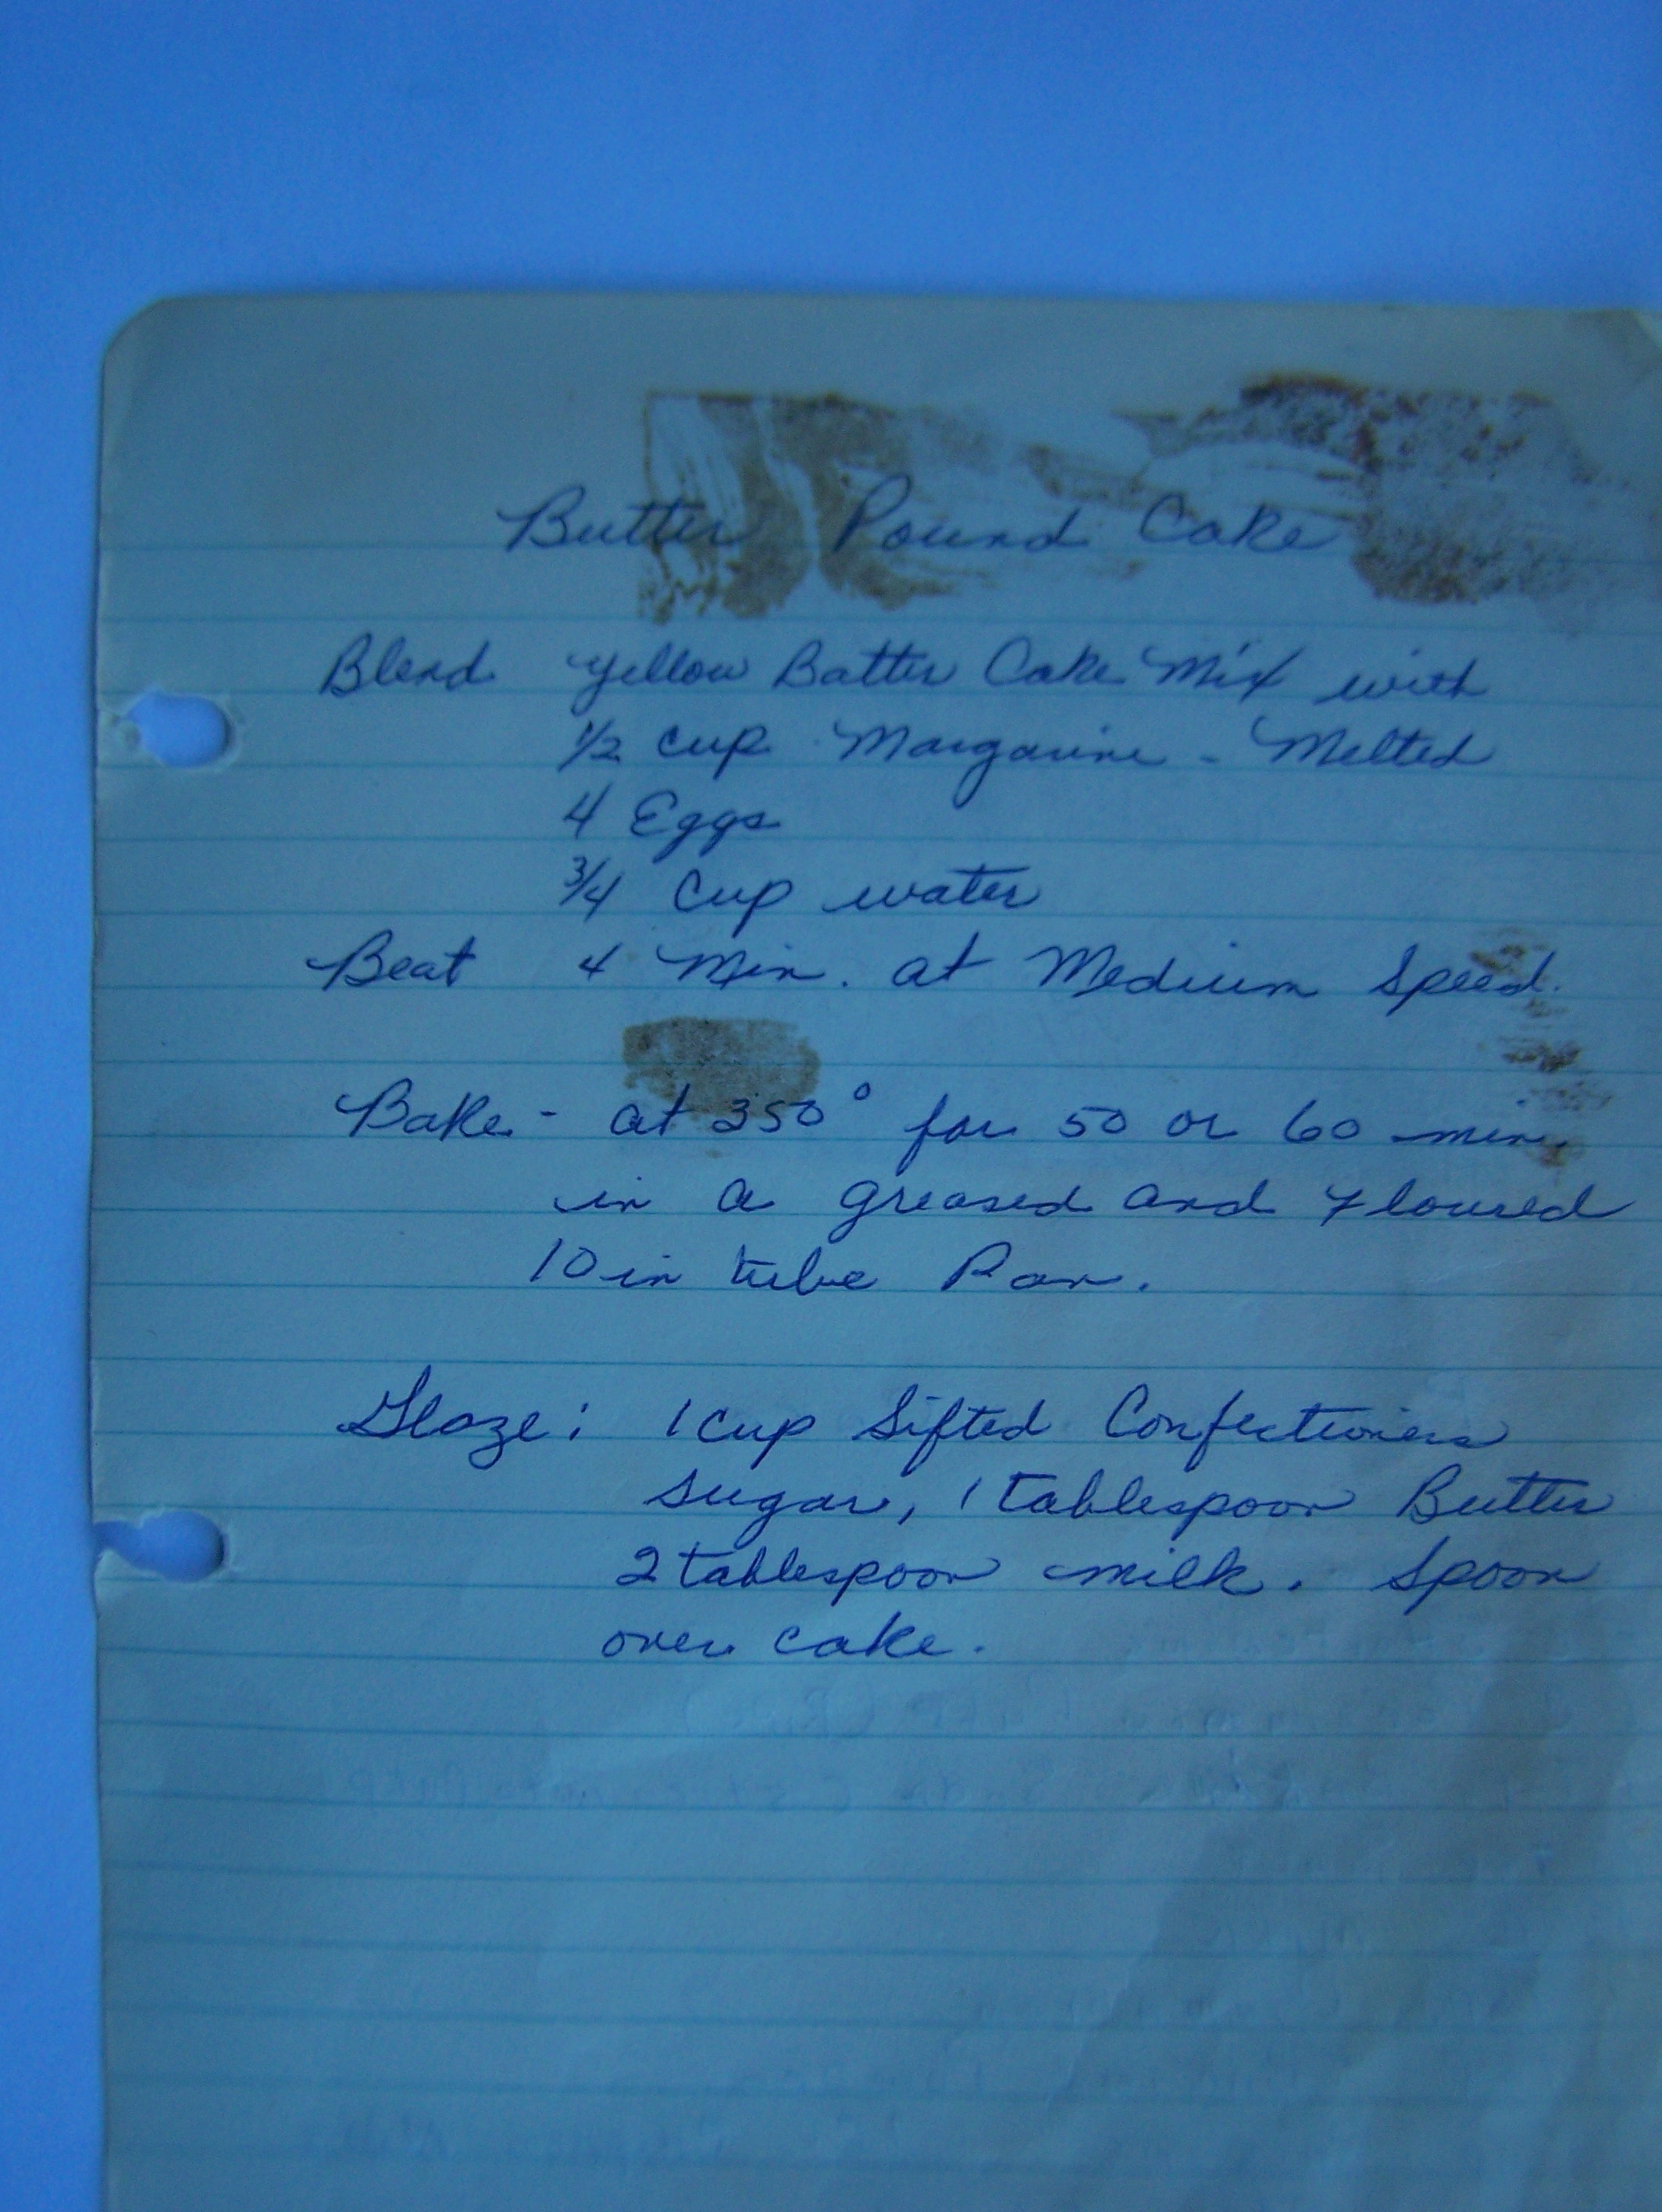 Butter Pound Cake
Blend yellow Batter Cake Mix with
1/2 cup Margarine - Melted
4 Eggs
3/4 Cup water
Beat 4 Min. at Medium Speed.
Bake - at 350° for 50 or 60 min.
in a greased and floured
10 in tube Pan.
Glaze: 1 cup Sifted Confectioners
sugar, 1 tablespoon Butter
2 tablespoon milk. Spoon
over cake.